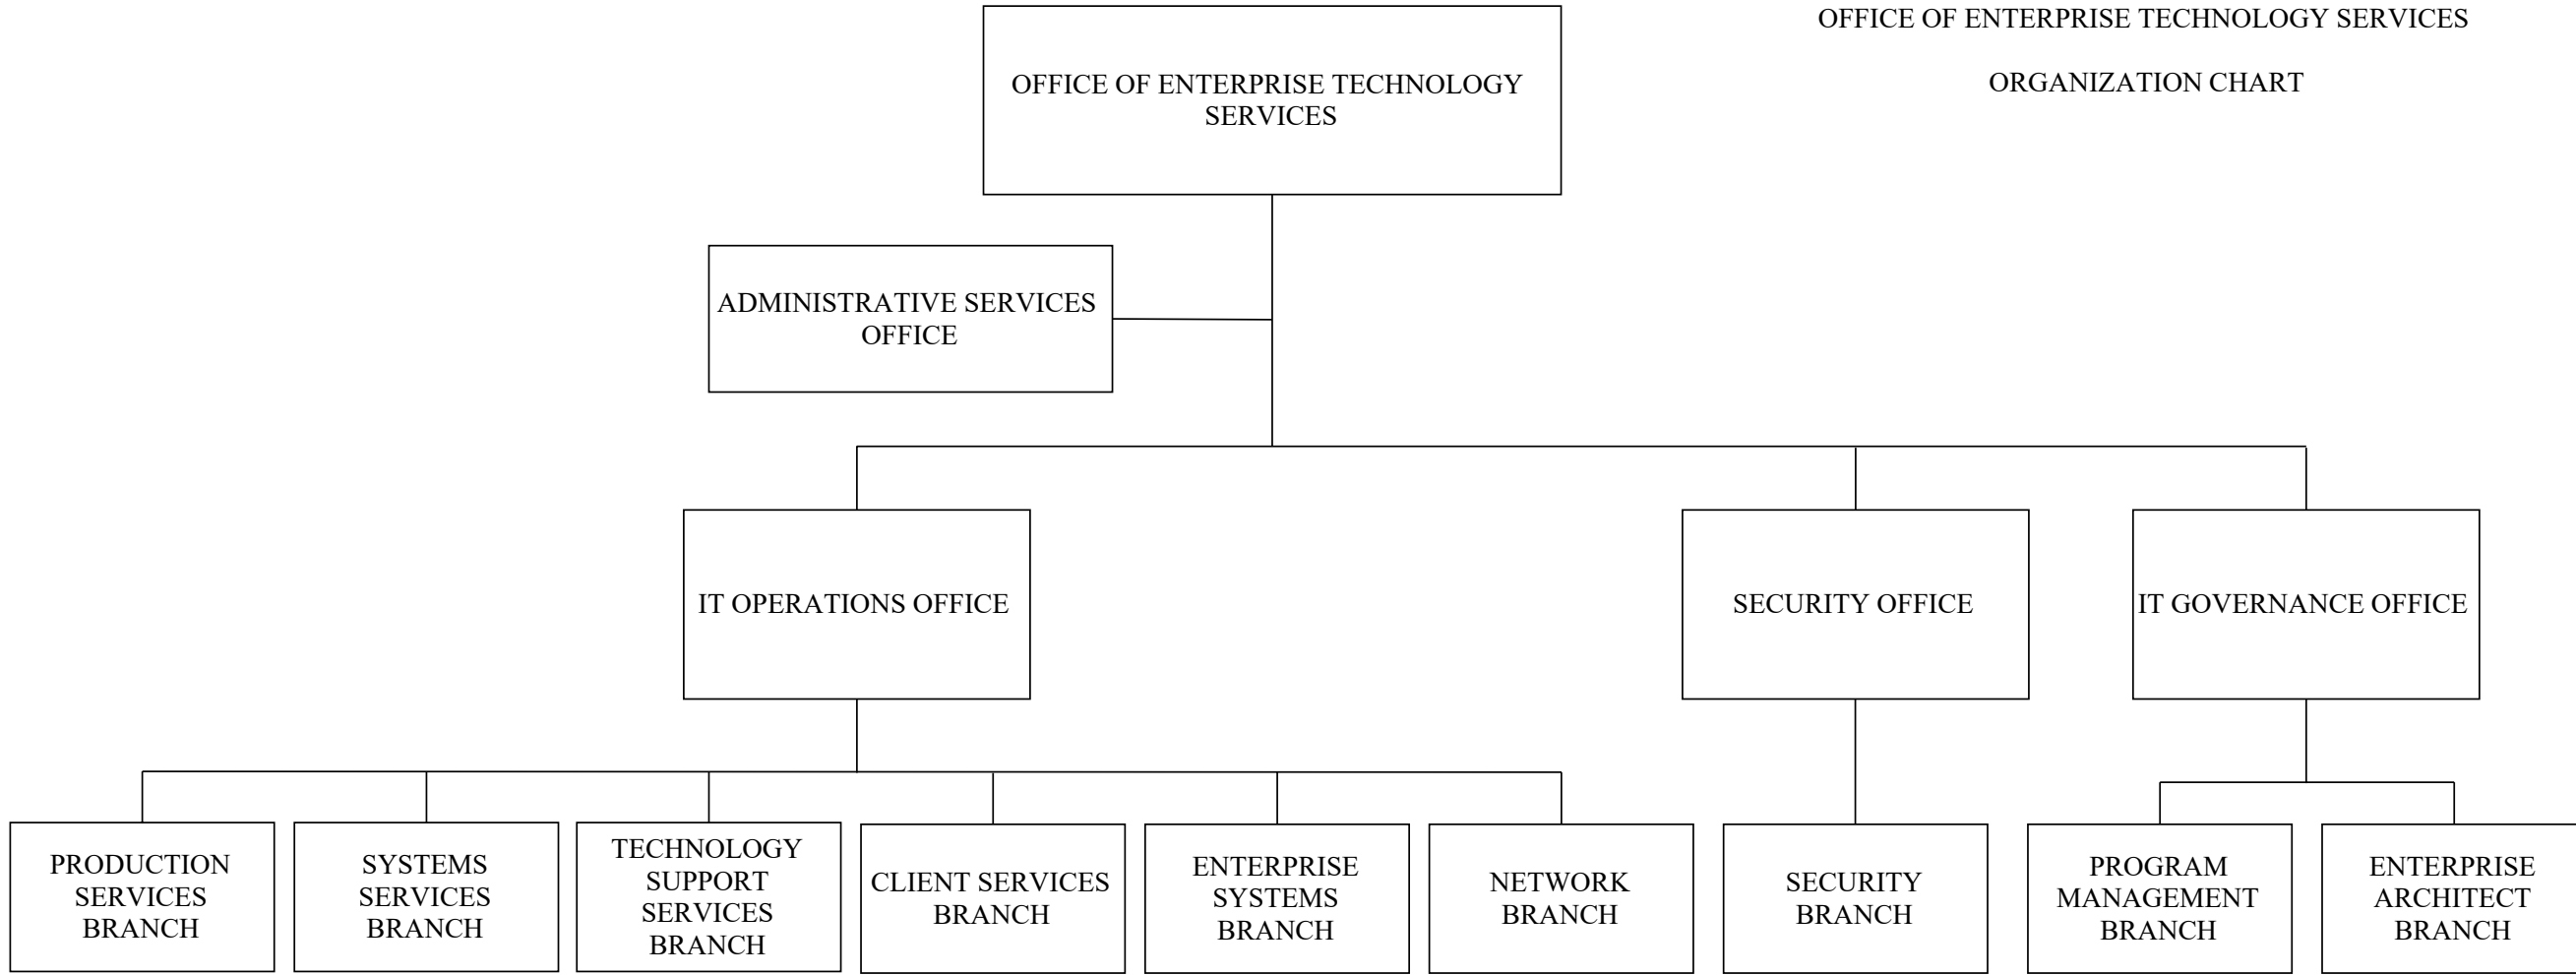 OFFICE OF ENTERPRISE TECHNOLOGY SERVICES
ORGANIZATION CHART
OFFICE OF ENTERPRISE TECHNOLOGY
SERVICES
ADMINISTRATIVE SERVICES
OFFICE
IT OPERATIONS OFFICE
SECURITY OFFICE
IT GOVERNANCE OFFICE
PRODUCTION
SERVICES
BRANCH
SYSTEMS
SERVICES
BRANCH
TECHNOLOGY
SUPPORT
SERVICES
BRANCH
CLIENT SERVICES
BRANCH
ENTERPRISE
SYSTEMS
BRANCH
NETWORK
BRANCH
SECURITY
BRANCH
PROGRAM
MANAGEMENT
BRANCH
ENTERPRISE
ARCHITECT
BRANCH